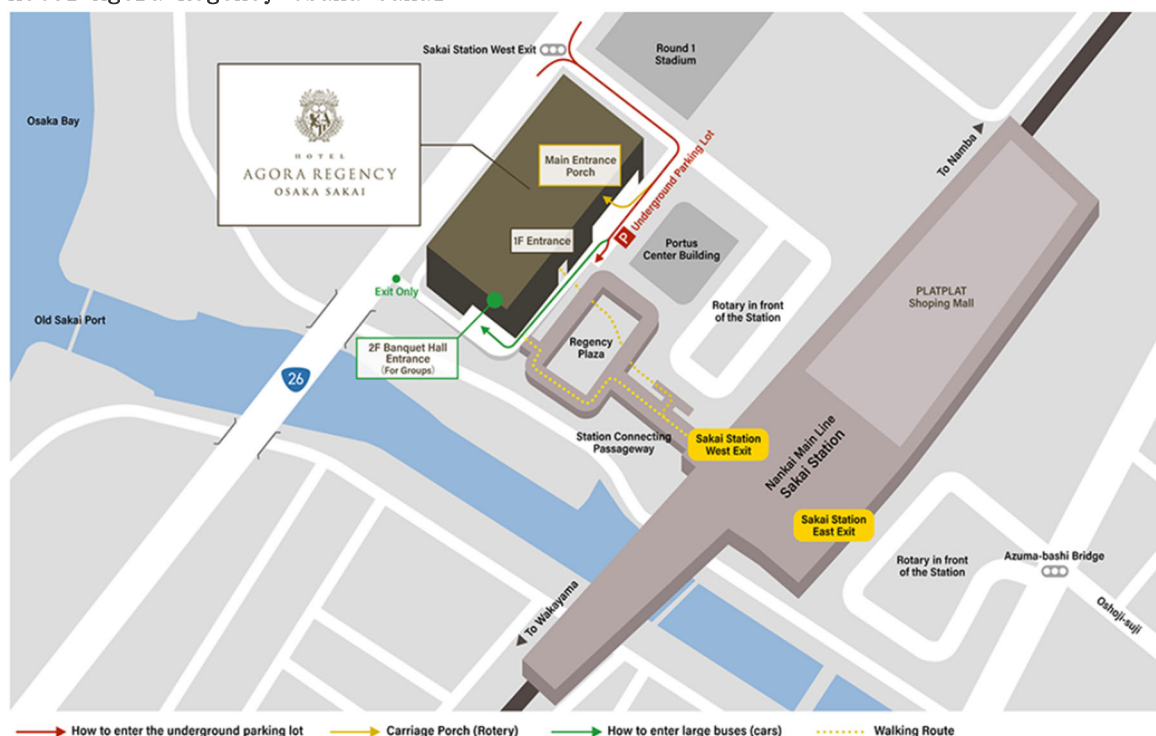 Sakai Station West Exit
Round 1
Stadium
Osaka Bay
HOTEL
AGORA REGENCY
OSAKA SAKAI
Main Entrance
Porch
To Namba
Underground Parking Lot
P
1F Entrance
Portus
Center Building
PLATPLAT
Shoping Mall
Exit Only
Rotary in front
of the Station
Old Sakai Port
2F Banquet Hall
Entrance
(For Groups)
Regency
Plaza
26
Station Connecting
Passageway
Sakai Station
West Exit
Nankai Main Line
Sakai Station
Sakai Station
East Exit
Rotary in front
of the Station
Azuma-bashi Bridge
Oshoji-suji
To Wakayama
How to enter the underground parking lot
Carriage Porch (Rotery)
How to enter large buses (cars)
Walking Route